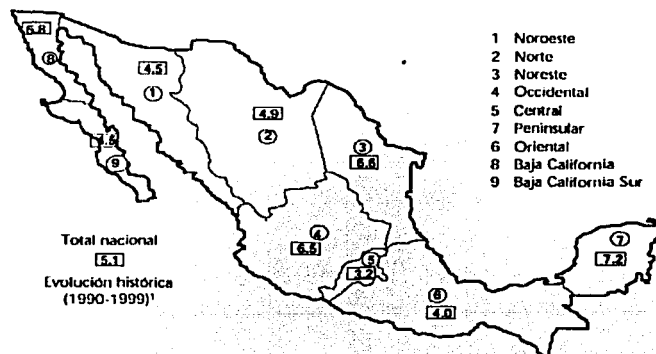 5.8
8
4.5
1
4.9
2
3
6.6
9
4
6.5
5
3.2
6
4.0
7
7.2
1 Noroeste
2 Norte
3 Noreste
4 Occidental
5 Central
7 Peninsular
6 Oriental
8 Baja California
9 Baja California Sur
Total nacional
5.1
Evolución histórica
(1990-1999)¹